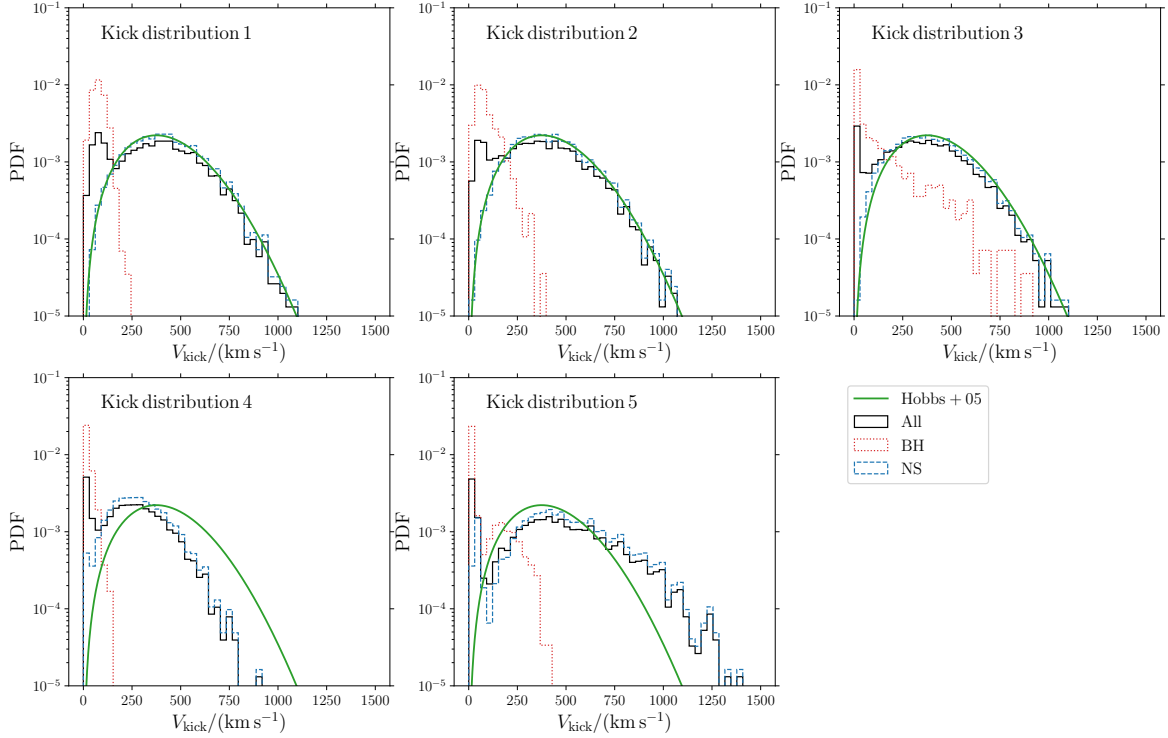 Kick distribution 1
PDF
10⁻¹
10⁻²
10⁻³
10⁻⁴
10⁻⁵
0 250 500 750 1000 1250 1500
V_kick/(km s⁻¹)
Kick distribution 2
PDF
10⁻¹
10⁻²
10⁻³
10⁻⁴
10⁻⁵
0 250 500 750 1000 1250 1500
V_kick/(km s⁻¹)
Kick distribution 3
PDF
10⁻¹
10⁻²
10⁻³
10⁻⁴
10⁻⁵
0 250 500 750 1000 1250 1500
V_kick/(km s⁻¹)
Kick distribution 4
PDF
10⁻¹
10⁻²
10⁻³
10⁻⁴
10⁻⁵
0 250 500 750 1000 1250 1500
V_kick/(km s⁻¹)
Kick distribution 5
PDF
10⁻¹
10⁻²
10⁻³
10⁻⁴
10⁻⁵
0 250 500 750 1000 1250 1500
V_kick/(km s⁻¹)
Hobbs + 05
All
BH
NS